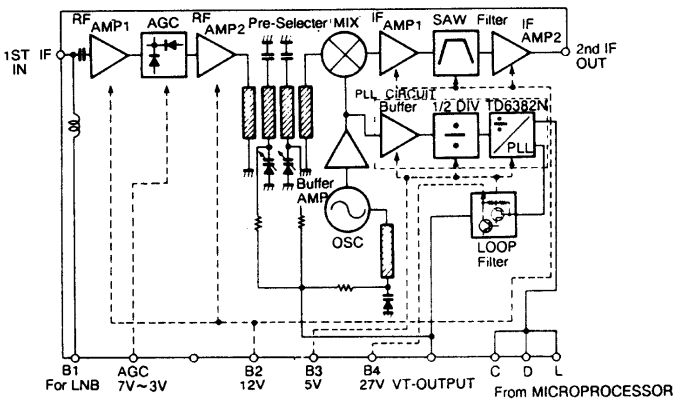 RF AMP1
AGC
RF AMP2
Pre-Selecter
MIX
IF AMP1
SAW Filter
IF AMP2
1ST IF IN
2nd IF OUT
PLL CIRCUIT
Buffer
1/2 DIV
TD6382N
÷
÷
PLL
Buffer AMP
OSC
LOOP Filter
B1
For LNB
AGC
7V~3V
B2
12V
B3
5V
B4
27V
VT-OUTPUT
C
D
L
From MICROPROCESSOR